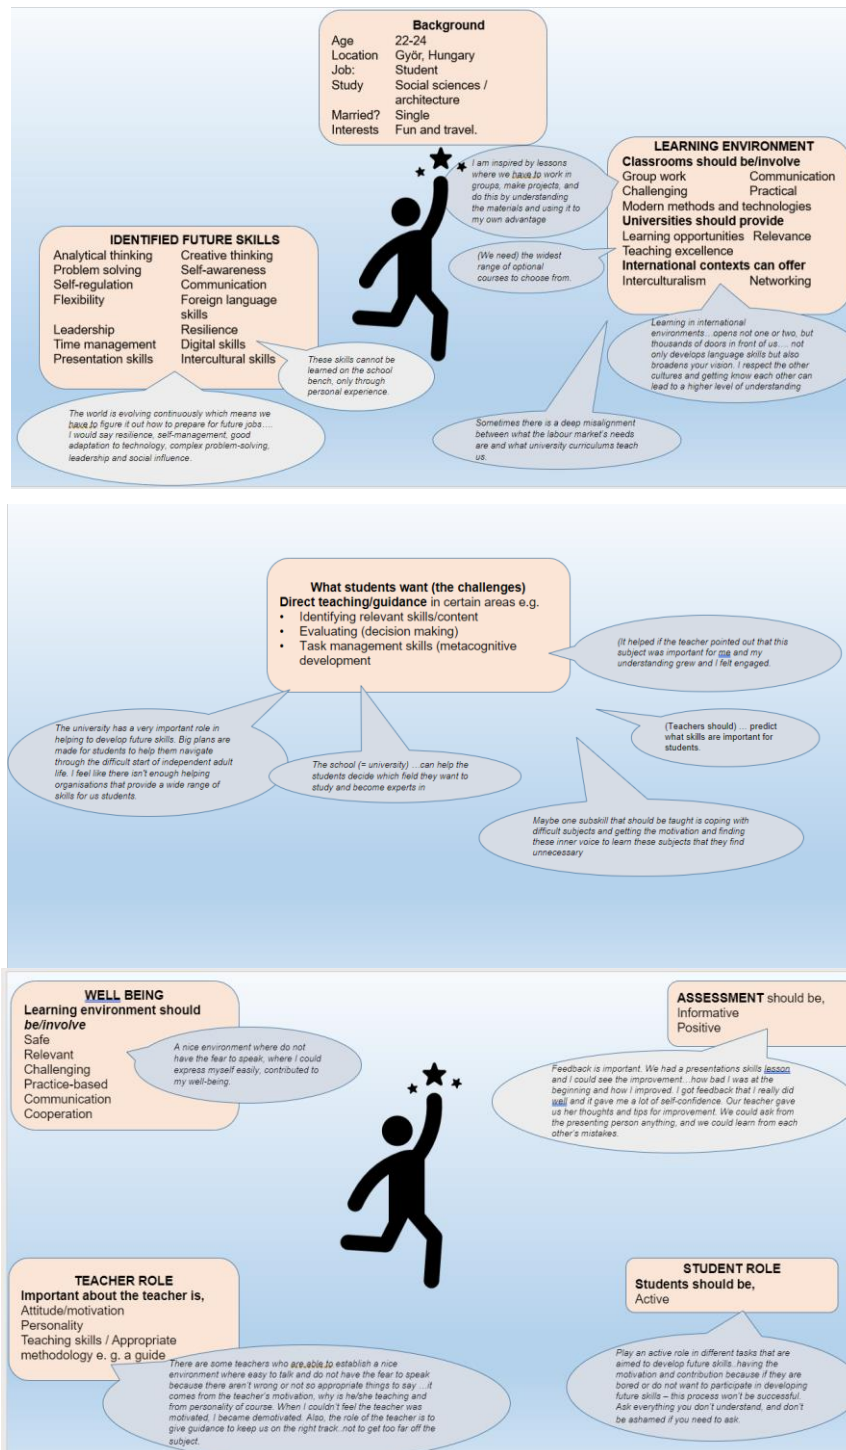 Background
Age 22-24
Location Györ, Hungary
Job: Student
Study Social sciences /
architecture
Married? Single
Interests Fun and travel.
I am inspired by lessons
where we have to work in
groups, make projects, and
do this by understanding
the materials and using it to
my own advantage
LEARNING ENVIRONMENT
Classrooms should be/involve
Group work Communication
Challenging Practical
Modern methods and technologies
Universities should provide
Learning opportunities Relevance
Teaching excellence
International contexts can offer
Interculturalism Networking
(We need) the widest
range of optional
courses to choose from.
IDENTIFIED FUTURE SKILLS
Analytical thinking Creative thinking
Problem solving Self-awareness
Self-regulation Communication
Flexibility Foreign language
skills
Leadership Resilience
Time management Digital skills
Presentation skills Intercultural skills
Learning in international
environments…opens not one or two, but
thousands of doors in front of us…. not
only develops language skills but also
broadens your vision. I respect the other
cultures and getting know each other can
lead to a higher level of understanding
These skills cannot be
learned on the school
bench, only through
personal experience.
The world is evolving continuously which means we
have to figure it out how to prepare for future jobs….
I would say resilience, self-management, good
adaptation to technology, complex problem-solving,
leadership and social influence.
Sometimes there is a deep misalignment
between what the labour market's needs
are and what university curriculums teach
us.
What students want (the challenges)
Direct teaching/guidance in certain areas e.g.
• Identifying relevant skills/content
• Evaluating (decision making)
• Task management skills (metacognitive
development
(It helped if the teacher pointed out that this
subject was important for me and my
understanding grew and I felt engaged.
The university has a very important role in
helping to develop future skills. Big plans are
made for students to help them navigate
through the difficult start of independent adult
life. I feel like there isn't enough helping
organisations that provide a wide range of
skills for us students.
(Teachers should) … predict
what skills are important for
students.
The school (= university) …can help the
students decide which field they want to
study and become experts in
Maybe one subskill that should be taught is coping with
difficult subjects and getting the motivation and finding
these inner voice to learn these subjects that they find
unnecessary
WELL BEING
Learning environment should
be/involve
Safe
Relevant
Challenging
Practice-based
Communication
Cooperation
A nice environment where do not
have the fear to speak, where I could
express myself easily, contributed to
my well-being.
ASSESSMENT should be,
Informative
Positive
Feedback is important. We had a presentations skills lesson
and I could see the improvement…how bad I was at the
beginning and how I improved. I got feedback that I really did
well and it gave me a lot of self-confidence. Our teacher gave
us her thoughts and tips for improvement. We could ask from
the presenting person anything, and we could learn from each
other's mistakes.
TEACHER ROLE
Important about the teacher is,
Attitude/motivation
Personality
Teaching skills / Appropriate
methodology e. g. a guide
There are some teachers who are able to establish a nice
environment where easy to talk and do not have the fear to speak
because there aren't wrong or not so appropriate things to say …it
comes from the teacher's motivation, why is he/she teaching and
from personality of course. When I couldn't feel the teacher was
motivated, I became demotivated. Also, the role of the teacher is to
give guidance to keep us on the right track..not to get too far off the
subject.
STUDENT ROLE
Students should be,
Active
Play an active role in different tasks that are
aimed to develop future skills..having the
motivation and contribution because if they are
bored or do not want to participate in developing
future skills – this process won't be successful.
Ask everything you don't understand, and don't
be ashamed if you need to ask.